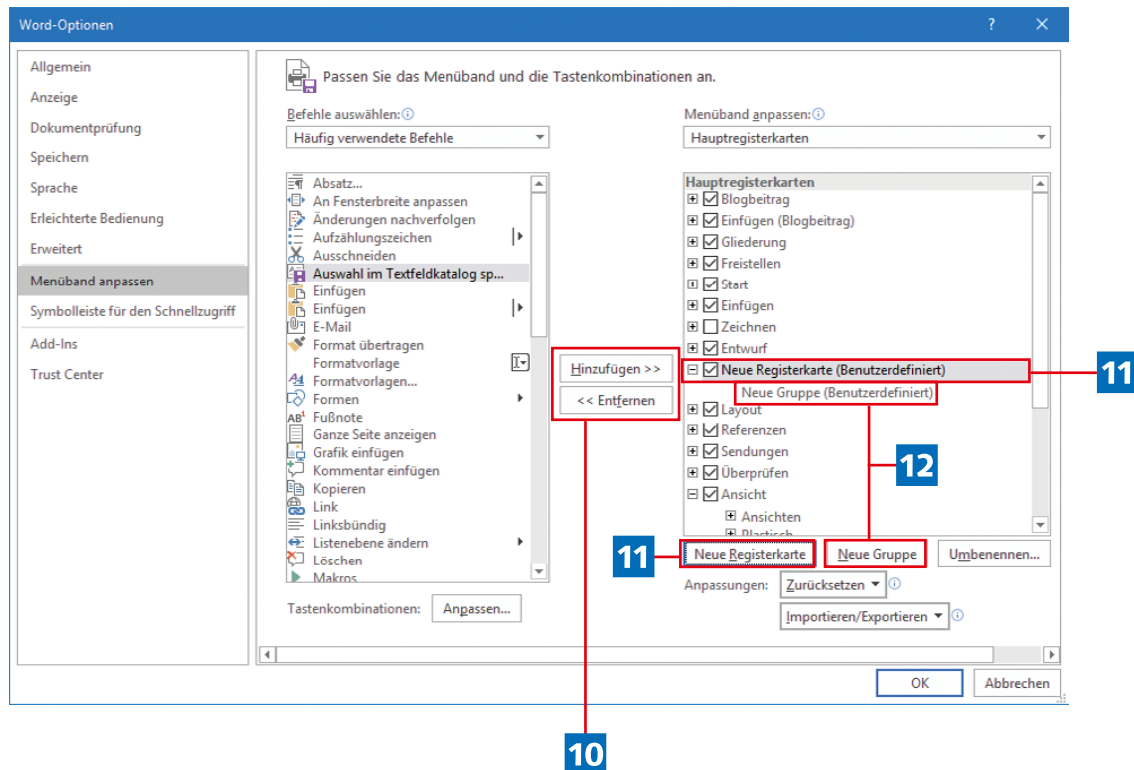 Word-Optionen
Allgemein
Anzeige
Dokumentprüfung
Speichern
Sprache
Erleichterte Bedienung
Erweitert
Menüband anpassen
Symbolleiste für den Schnellzugriff
Add-Ins
Trust Center
Passen Sie das Menüband und die Tastenkombinationen an.
Befehle auswählen:
Häufig verwendete Befehle
Absatz...
An Fensterbreite anpassen
Änderungen nachverfolgen
Aufzählungszeichen
Ausschneiden
Auswahl im Textfeldkatalog sp...
Einfügen
Einfügen
E-Mail
Format übertragen
Formatvorlage
Formatvorlagen...
Formen
Fußnote
Ganze Seite anzeigen
Grafik einfügen
Kommentar einfügen
Kopieren
Link
Linksbündig
Listenebene ändern
Löschen
Makros
Tastenkombinationen: Anpassen...
Hinzufügen >>
<< Entfernen
10
Menüband anpassen:
Hauptregisterkarten
Hauptregisterkarten
Blogbeitrag
Einfügen (Blogbeitrag)
Gliederung
Freistellen
Start
Einfügen
Zeichnen
Entwurf
Neue Registerkarte (Benutzerdefiniert)
11
Neue Gruppe (Benutzerdefiniert)
Layout
Referenzen
Sendungen
12
Überprüfen
Ansicht
Ansichten
Plastisch
11
Neue Registerkarte Neue Gruppe Umbenennen...
Anpassungen: Zurücksetzen
Importieren/Exportieren
OK Abbrechen